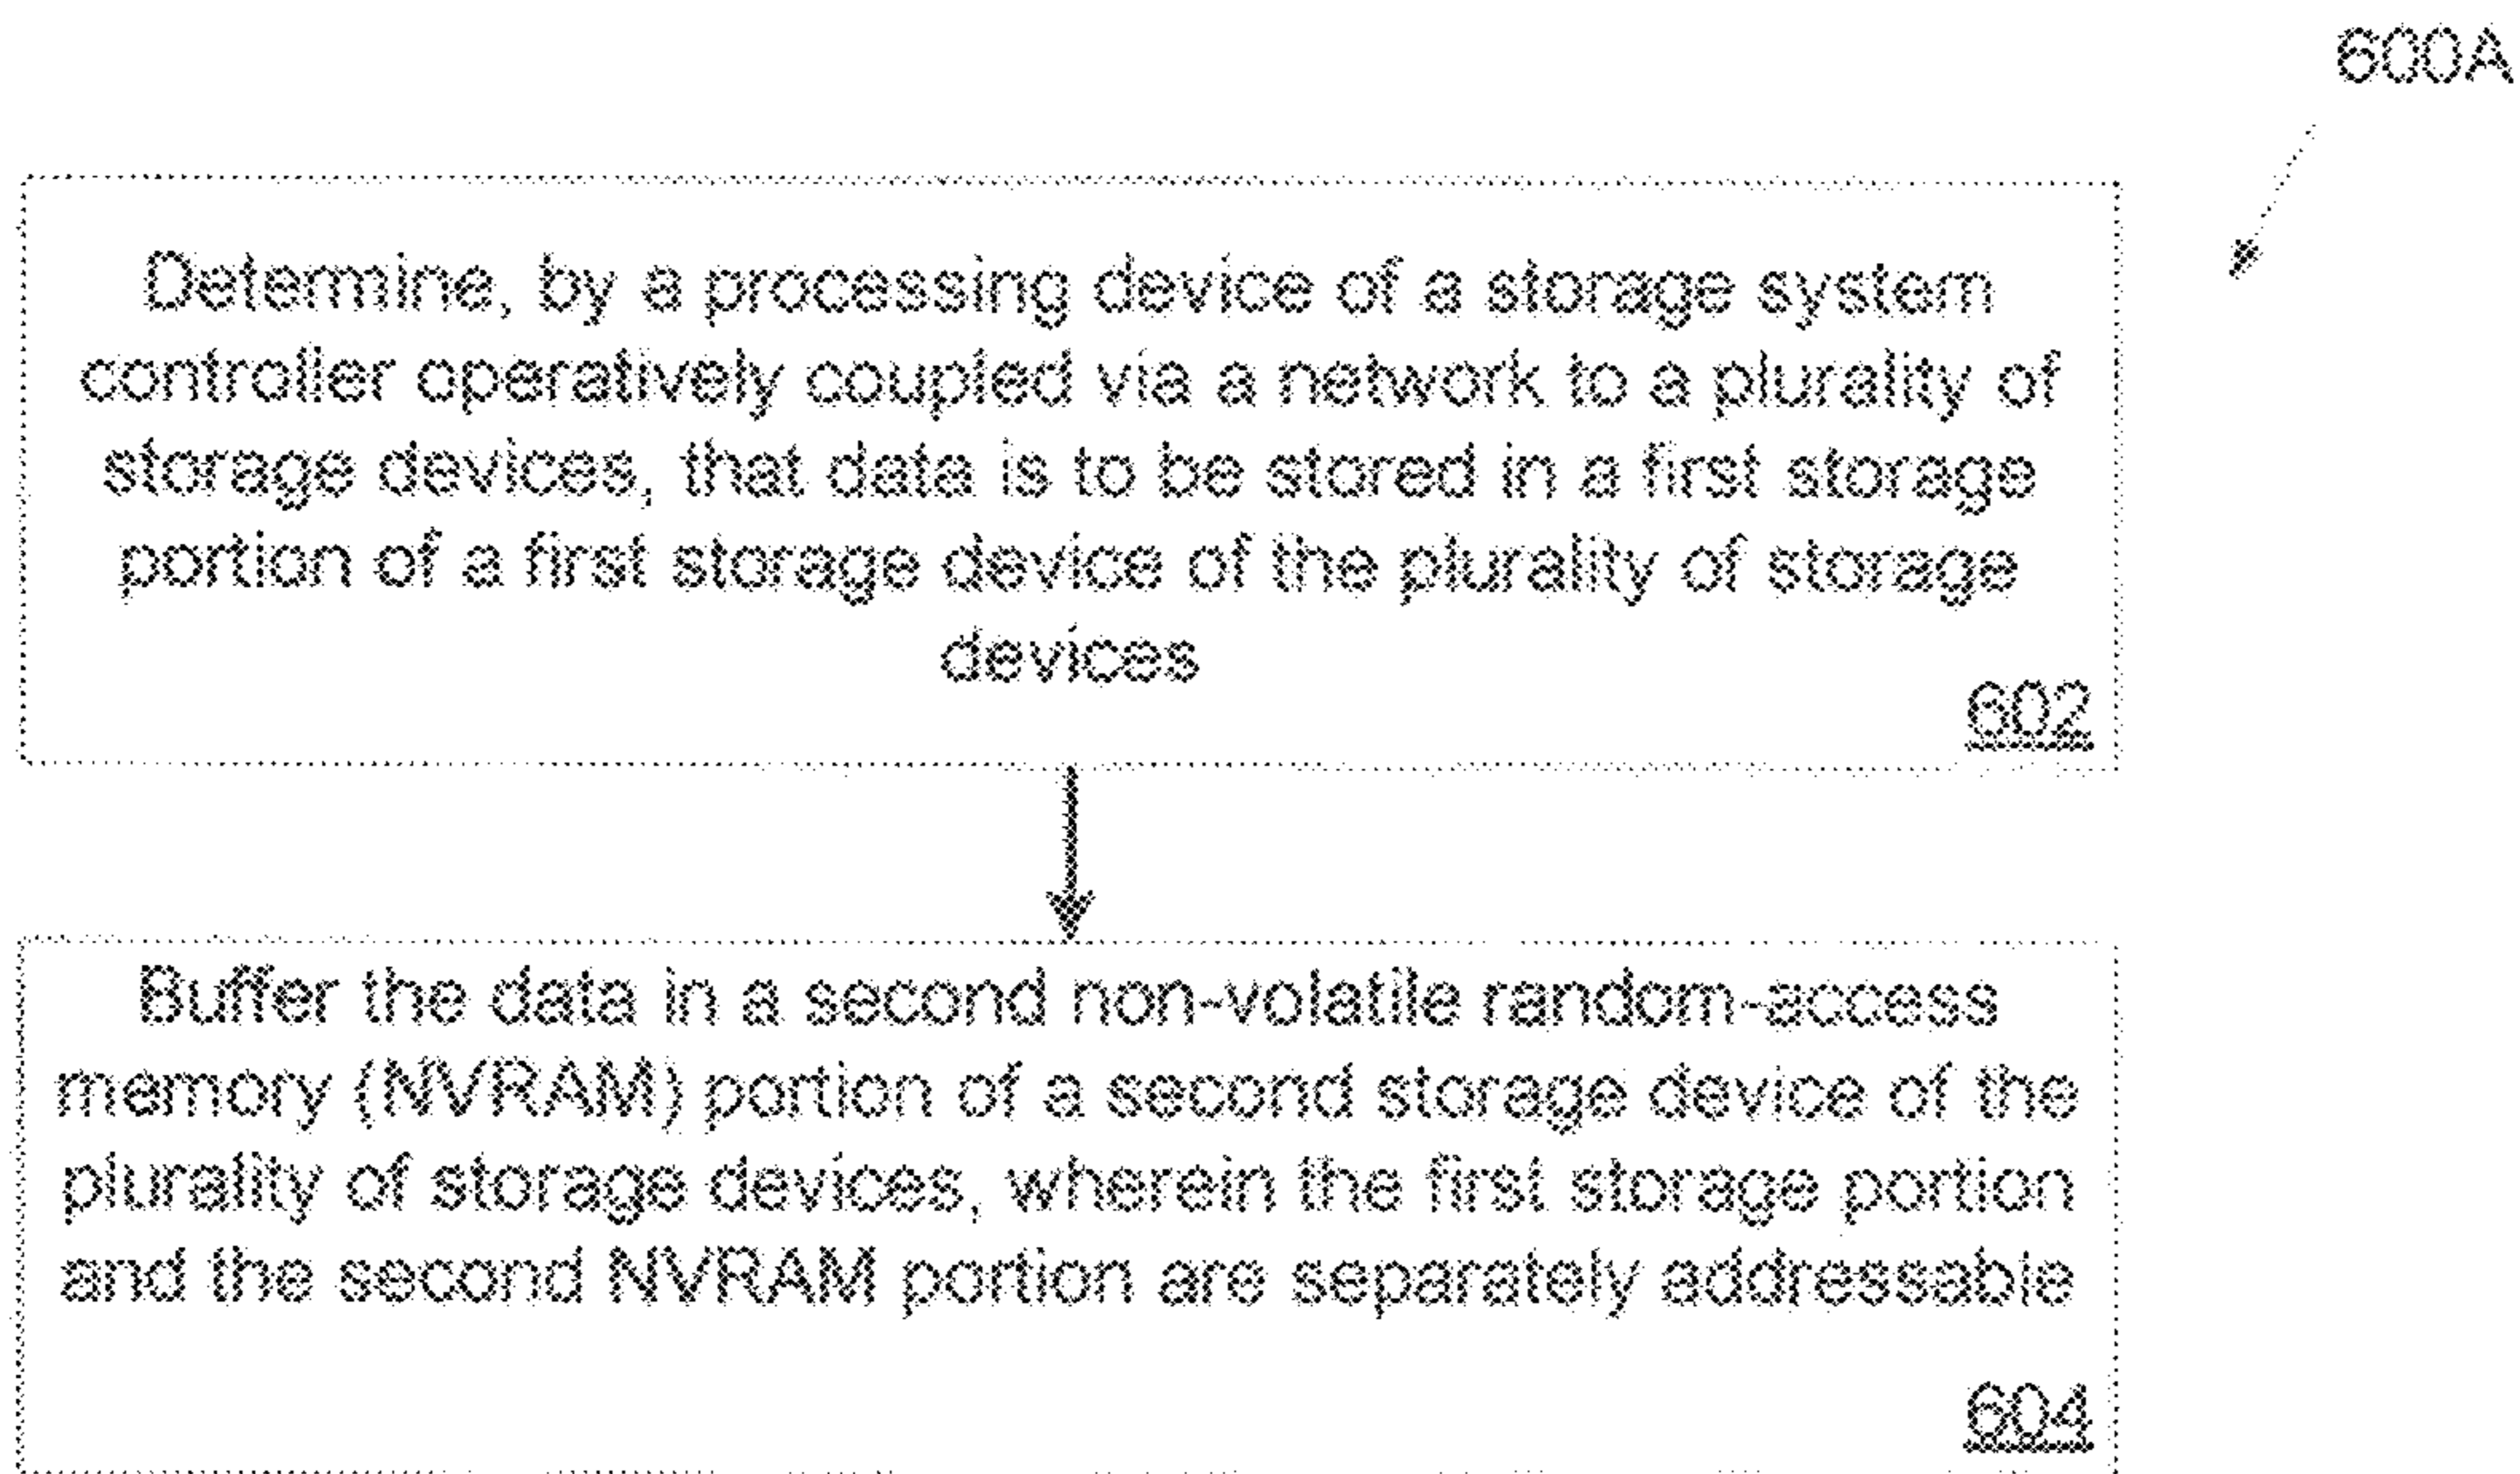 600A
Determine, by a processing device of a storage system
controller operatively coupled via a network to a plurality of
storage devices, that data is to be stored in a first storage
portion of a first storage device of the plurality of storage
devices
602
Buffer the data in a second non-volatile random-access
memory (NVRAM) portion of a second storage device of the
plurality of storage devices, wherein the first storage portion
and the second NVRAM portion are separately addressable
604